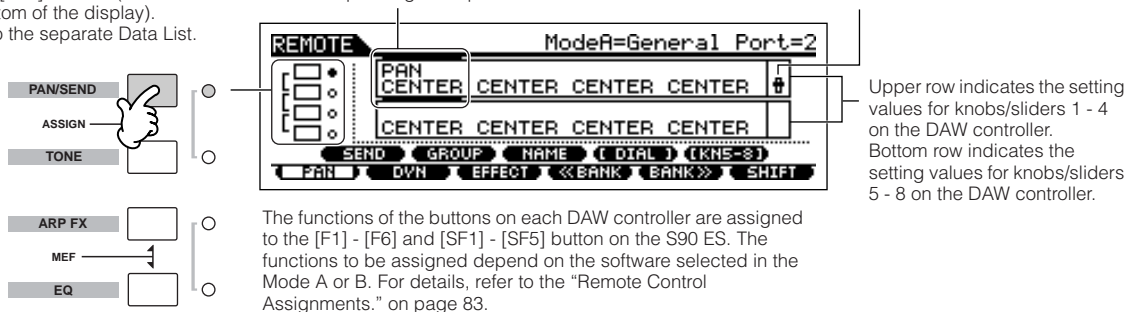 tom of the display).
o the separate Data List.
PAN/SEND
ASSIGN
TONE
ARP FX
MEF
EQ
REMOTE ModeA=General Port=2
PAN
CENTER CENTER CENTER CENTER
CENTER CENTER CENTER CENTER
SEND GROUP NAME [ DIAL ] [KN5-8]
PAN DYN EFFECT <<BANK BANK>> SHIFT
Upper row indicates the setting
values for knobs/sliders 1 - 4
on the DAW controller.
Bottom row indicates the
setting values for knobs/sliders
5 - 8 on the DAW controller.
The functions of the buttons on each DAW controller are assigned
to the [F1] - [F6] and [SF1] - [SF5] button on the S90 ES. The
functions to be assigned depend on the software selected in the
Mode A or B. For details, refer to the “Remote Control
Assignments.” on page 83.